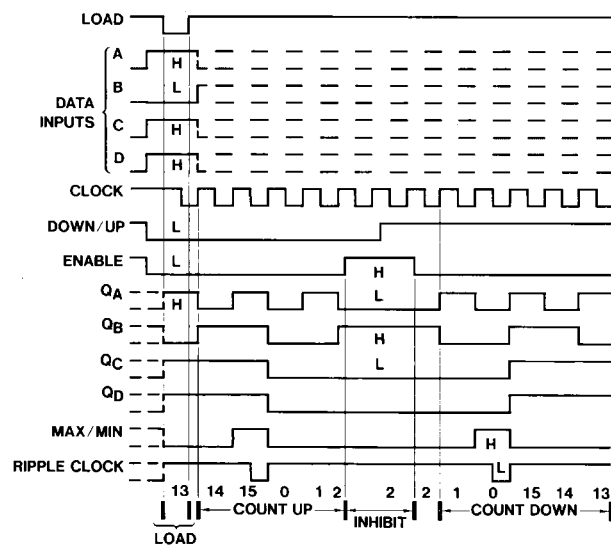 LOAD
A H
B L
DATA INPUTS
C H
D H
CLOCK
DOWN/UP L
ENABLE L H
QA H L
QB H
QC L
QD
MAX/MIN H
RIPPLE CLOCK L
13 14 15 0 1 2 2 2 1 0 15 14 13
COUNT UP INHIBIT COUNT DOWN
LOAD